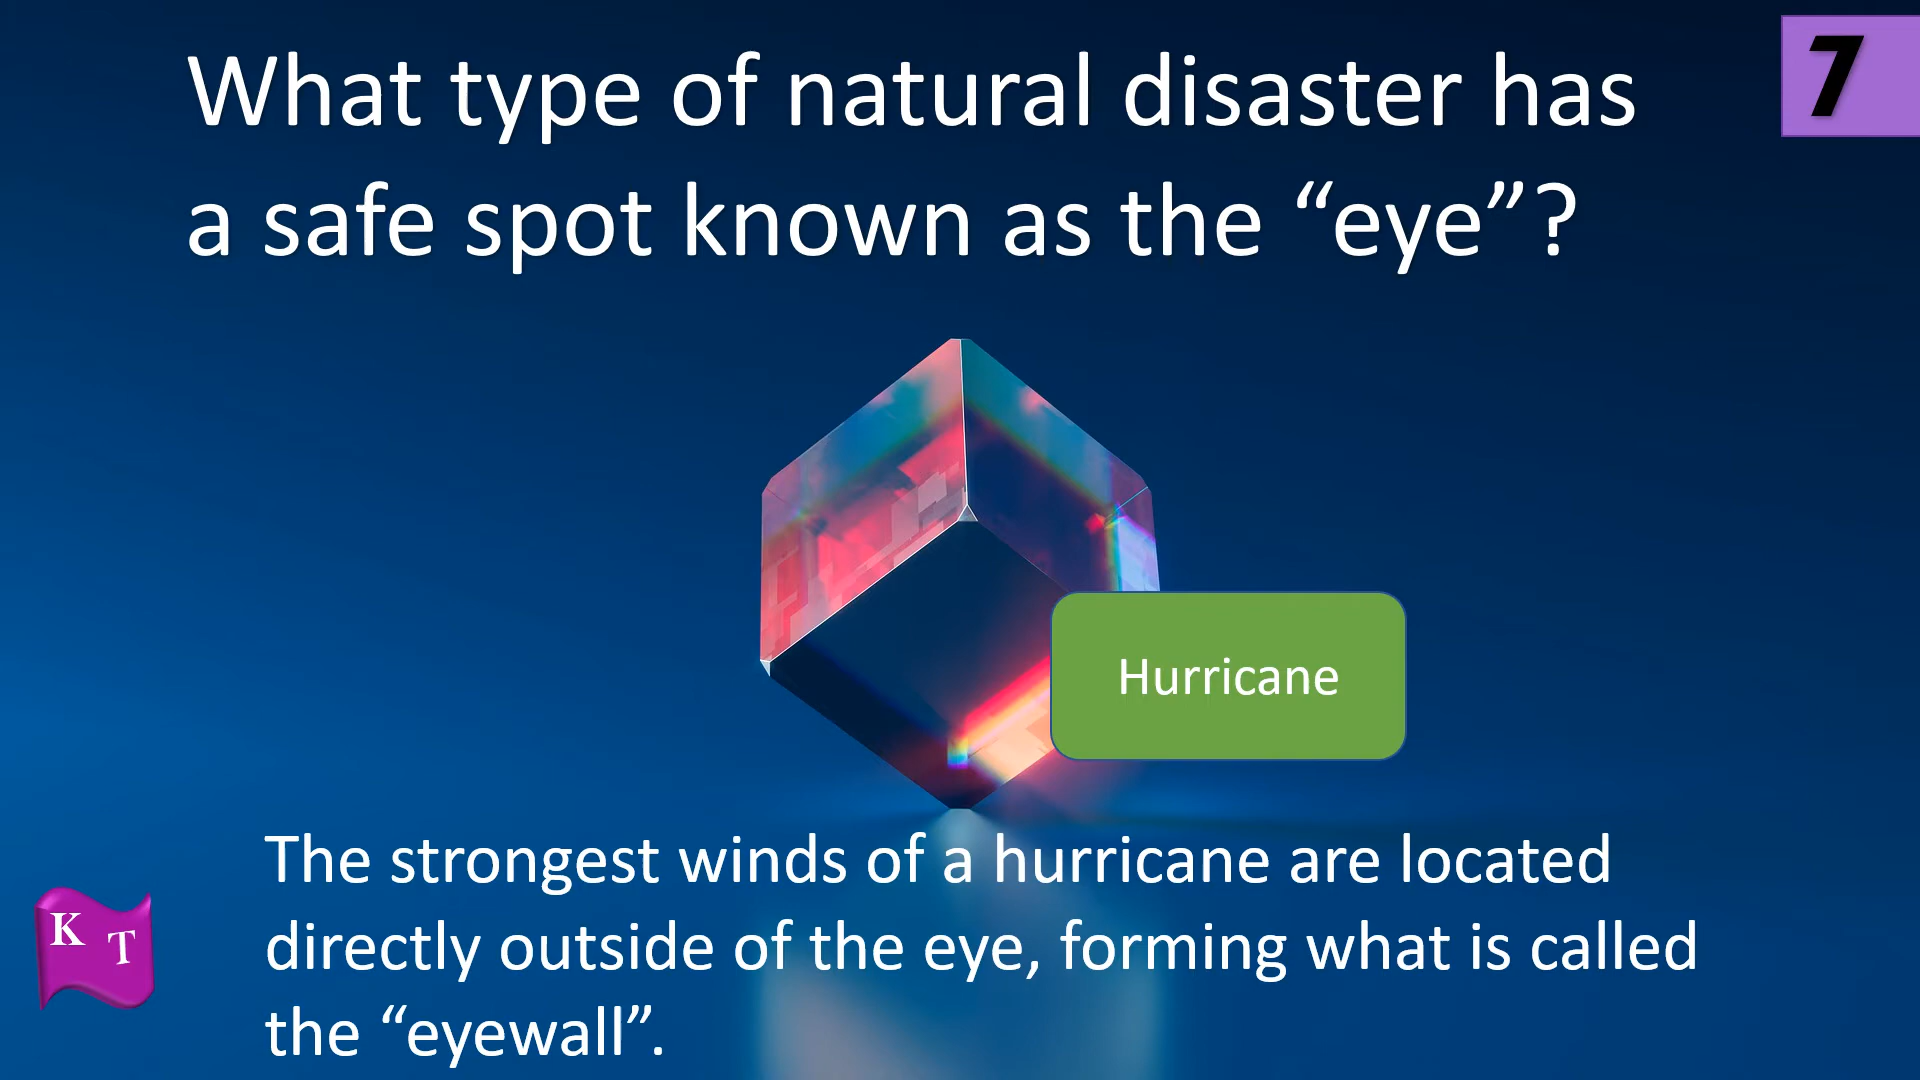 What type of natural disaster has
a safe spot known as the “eye”?
7
Hurricane
The strongest winds of a hurricane are located
directly outside of the eye, forming what is called
the “eyewall”.
K T